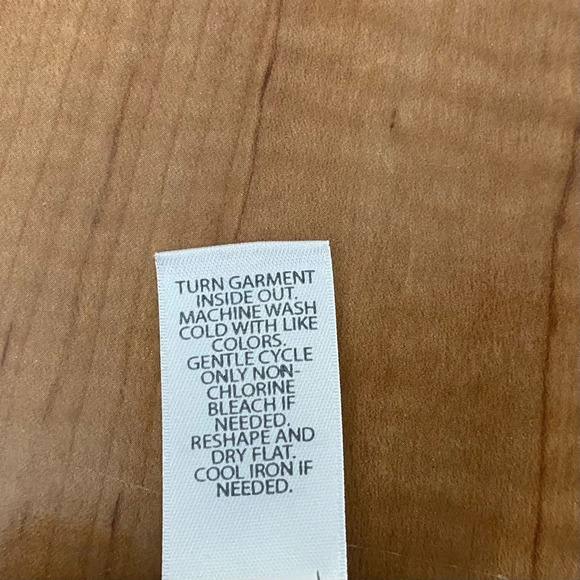 TURN GARMENT
INSIDE OUT.
MACHINE WASH
COLD WITH LIKE
COLORS.
GENTLE CYCLE
ONLY NON-
CHLORINE
BLEACH IF
NEEDED.
RESHAPE AND
DRY FLAT.
COOL IRON IF
NEEDED.